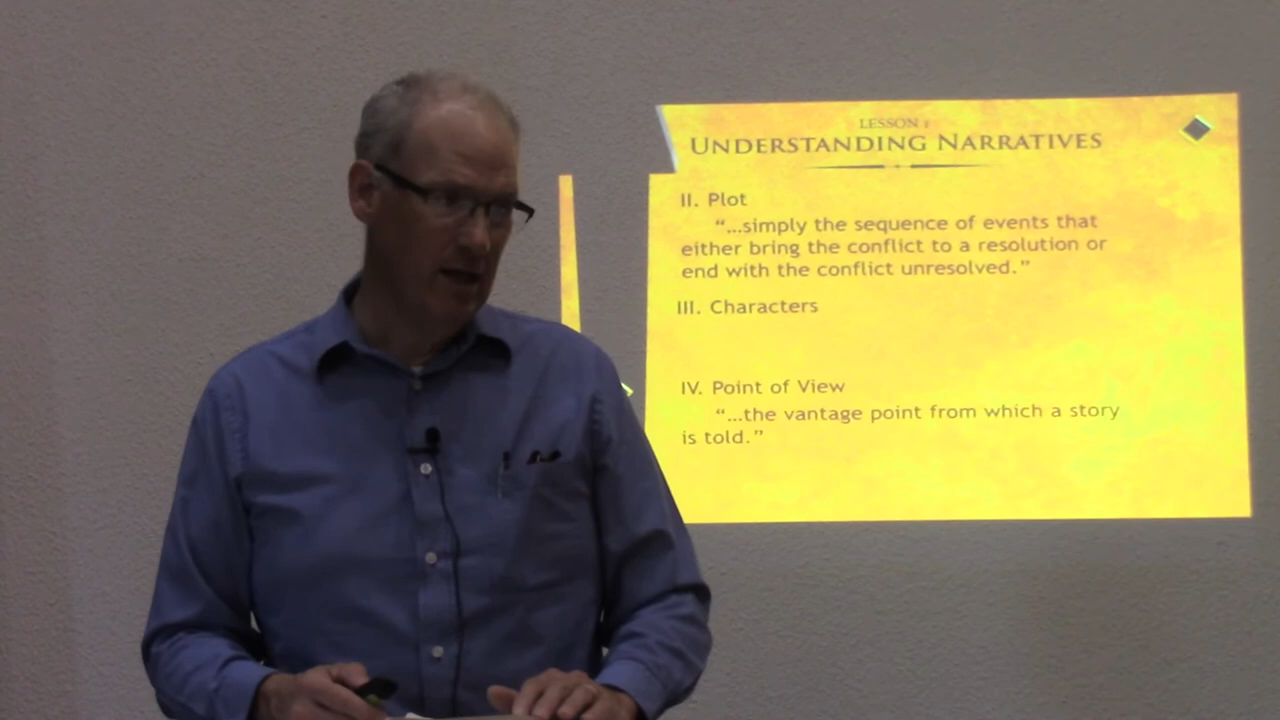 LESSON 1
UNDERSTANDING NARRATIVES
II. Plot
“...simply the sequence of events that
either bring the conflict to a resolution or
end with the conflict unresolved.”
III. Characters
IV. Point of View
“...the vantage point from which a story
is told.”